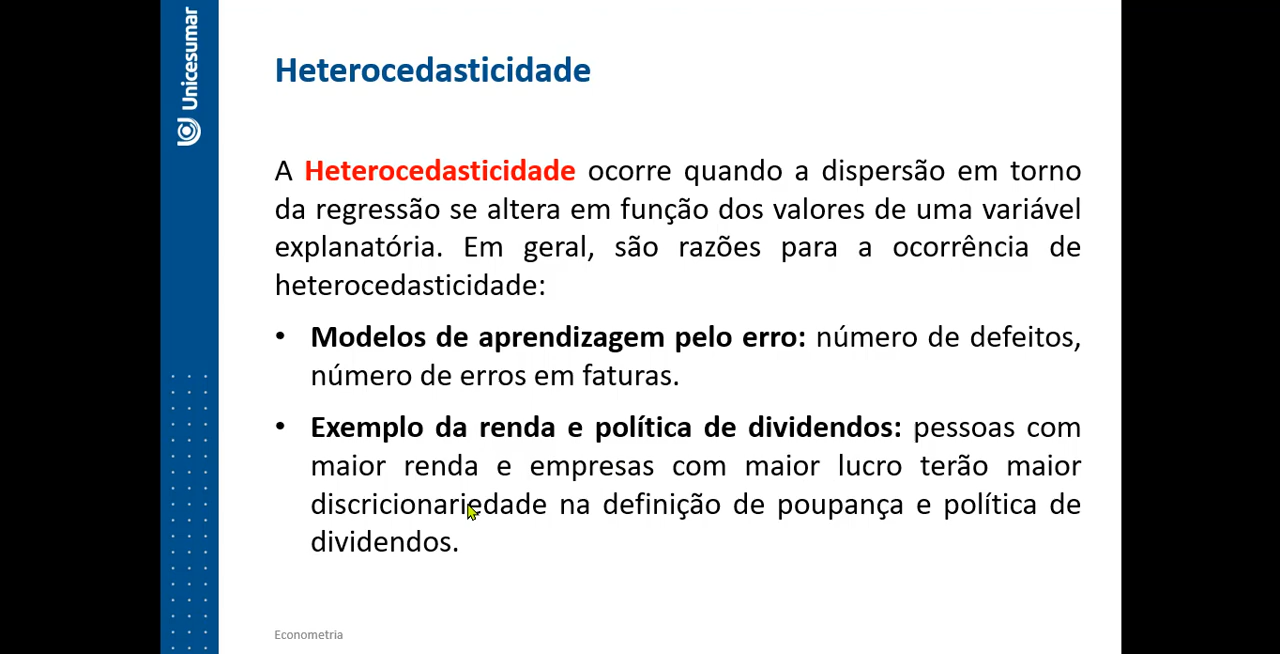 Unicesumar
Heterocedasticidade
A Heterocedasticidade ocorre quando a dispersão em torno
da regressão se altera em função dos valores de uma variável
explanatória. Em geral, são razões para a ocorrência de
heterocedasticidade:
• Modelos de aprendizagem pelo erro: número de defeitos,
número de erros em faturas.
• Exemplo da renda e política de dividendos: pessoas com
maior renda e empresas com maior lucro terão maior
discricionariedade na definição de poupança e política de
dividendos.
Econometria